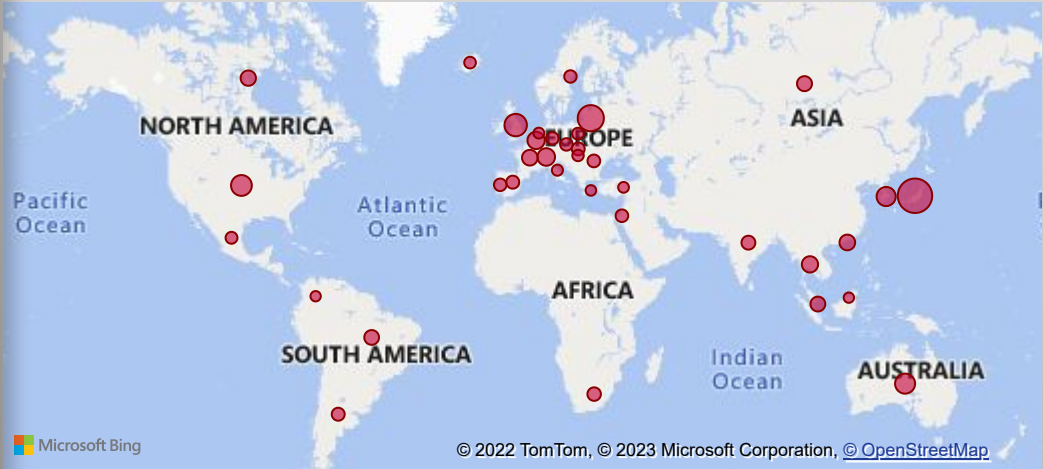 NORTH AMERICA
EUROPE
ASIA
Pacific
Ocean
Atlantic
Ocean
AFRICA
SOUTH AMERICA
Indian
Ocean
AUSTRALIA
Microsoft Bing
© 2022 TomTom, © 2023 Microsoft Corporation, © OpenStreetMap